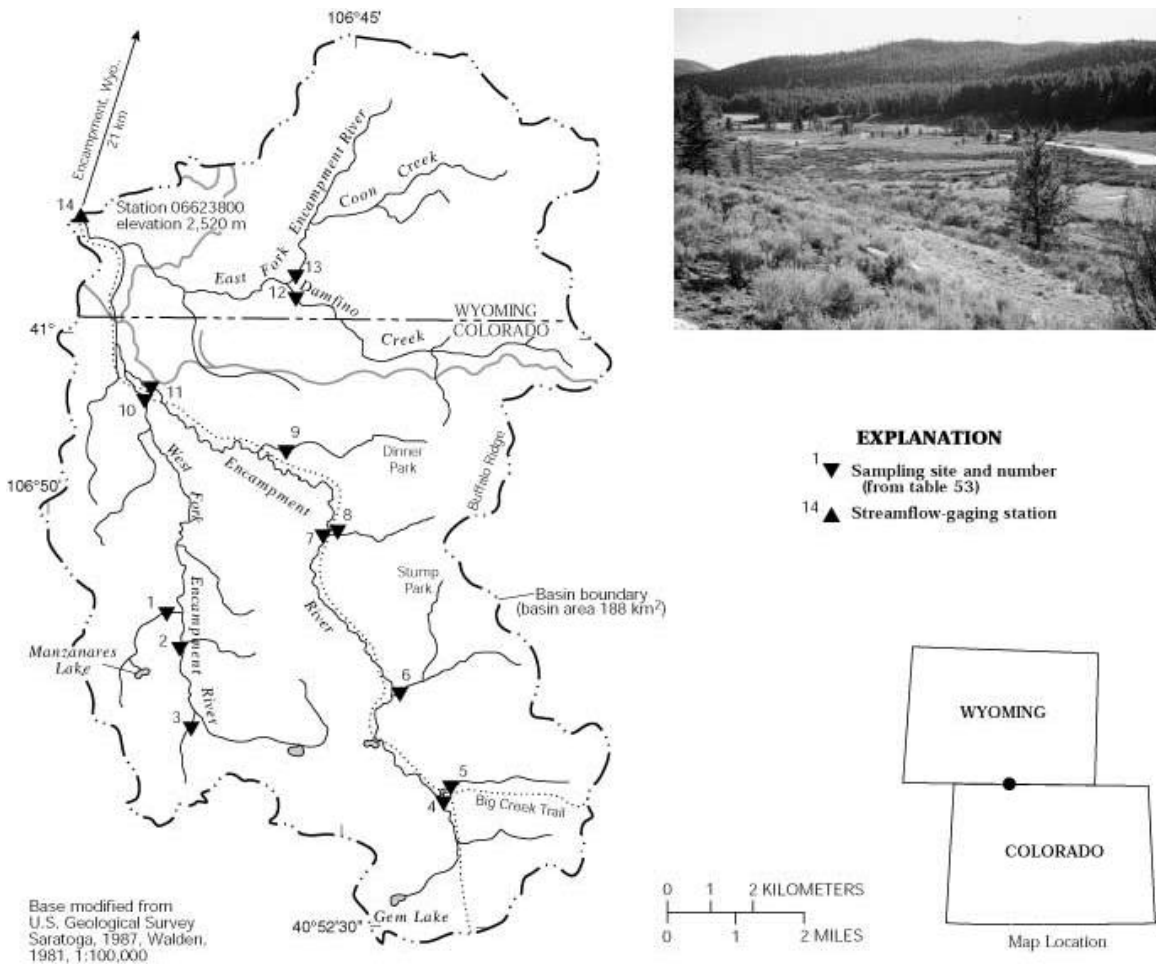 106°45'
Encampment, Wyo.,
21 km
14
Station 06623800
elevation 2,520 m
East Fork Encampment River
Coon Creek
13
12
Damfino
Creek
WYOMING
COLORADO
41°
11
10
9
Dinner
Park
West
Fork
Encampment
River
Encampment
River
106°50'
8
7
Buffalo Ridge
Stump
Park
Basin boundary
(basin area 188 km²)
1
2
Manzanares
Lake
3
6
5
4
Big Creek Trail
Gem Lake
40°52'30"
Base modified from
U.S. Geological Survey
Saratoga, 1987, Walden,
1981, 1:100,000
EXPLANATION
1
Sampling site and number
(from table 53)
14
Streamflow-gaging station
0 1 2 KILOMETERS
0 1 2 MILES
WYOMING
COLORADO
Map Location